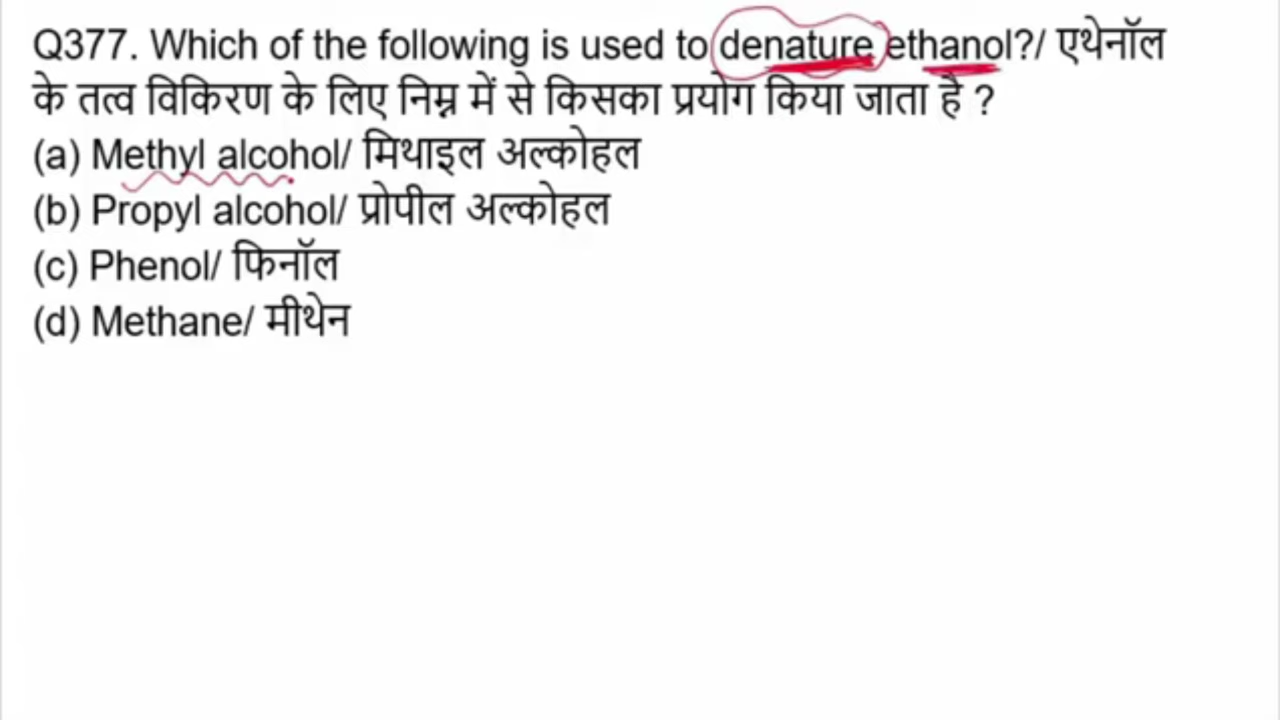 Q377. Which of the following is used to denature ethanol?/ एथेनॉल
के तत्व विकिरण के लिए निम्न में से किसका प्रयोग किया जाता है ?
(a) Methyl alcohol/ मिथाइल अल्कोहल
(b) Propyl alcohol/ प्रोपील अल्कोहल
(c) Phenol/ फिनॉल
(d) Methane/ मीथेन